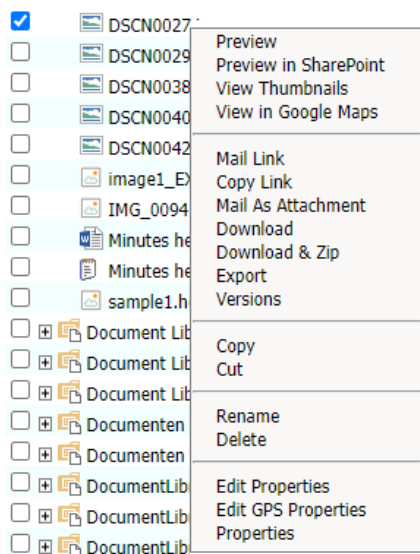 DSCN0027
DSCN0029
DSCN0038
DSCN0040
DSCN0042
image1_EX
IMG_0094
Minutes he
Minutes he
sample1.h
Document Lib
Document Lib
Document Lib
Documenten
Documenten
DocumentLib
DocumentLib
DocumentLib
Preview
Preview in SharePoint
View Thumbnails
View in Google Maps
Mail Link
Copy Link
Mail As Attachment
Download
Download & Zip
Export
Versions
Copy
Cut
Rename
Delete
Edit Properties
Edit GPS Properties
Properties